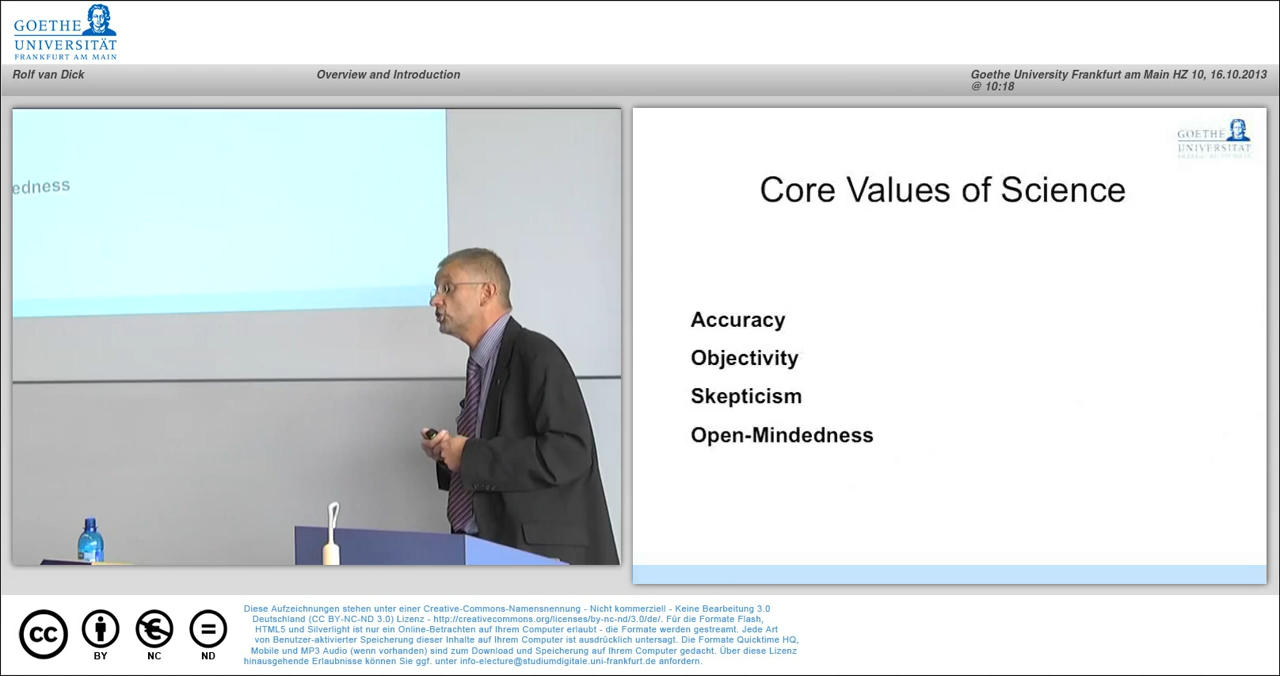 GOETHE
UNIVERSITÄT
FRANKFURT AM MAIN
Rolf van Dick
Overview and Introduction
Goethe University Frankfurt am Main HZ 10, 16.10.2013
@ 10:18
edness
GOETHE
UNIVERSITÄT
Core Values of Science
Accuracy
Objectivity
Skepticism
Open-Mindedness
cc
BY
NC
ND
Diese Aufzeichnungen stehen unter einer Creative-Commons-Namensnennung - Nicht kommerziell - Keine Bearbeitung 3.0
Deutschland (CC BY-NC-ND 3.0) Lizenz - http://creativecommons.org/licenses/by-nc-nd/3.0/de/. Für die Formate Flash,
HTML5 und Silverlight ist nur ein Online-Betrachten auf Ihrem Computer erlaubt - die Formate werden gestreamt. Jede Art
von Benutzer-aktivierter Speicherung dieser Inhalte auf Ihrem Computer ist ausdrücklich untersagt. Die Formate Quicktime HQ,
Mobile und MP3 Audio (wenn vorhanden) sind zum Download und Speicherung auf Ihrem Computer gedacht. Über diese Lizenz
hinausgehende Erlaubnisse können Sie ggf. unter info-electure@studiumdigitale.uni-frankfurt.de anfordern.